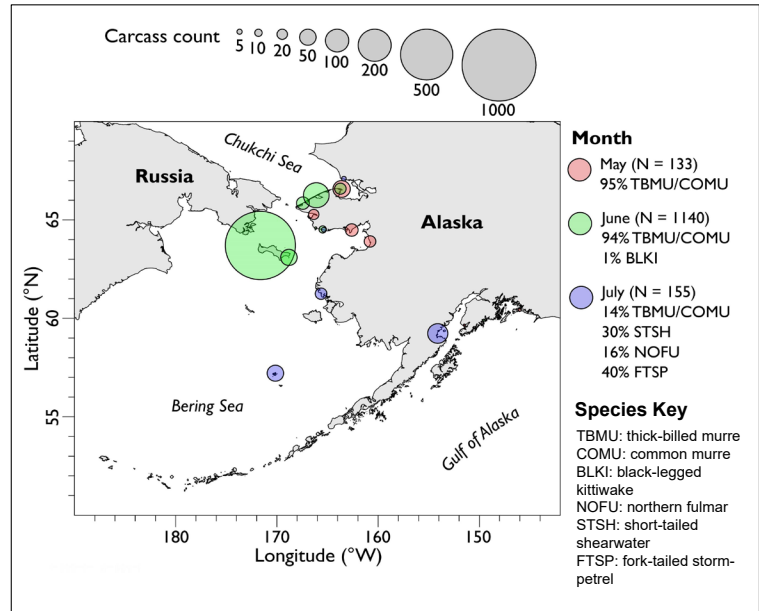 Carcass count
5 10 20 50 100 200 500 1000
Chukchi Sea
Russia
Alaska
65
60
55
Latitude (°N)
Bering Sea
Gulf of Alaska
180 170 160 150
Longitude (°W)
Month
May (N = 133)
95% TBMU/COMU
June (N = 1140)
94% TBMU/COMU
1% BLKI
July (N = 155)
14% TBMU/COMU
30% STSH
16% NOFU
40% FTSP
Species Key
TBMU: thick-billed murre
COMU: common murre
BLKI: black-legged
kittiwake
NOFU: northern fulmar
STSH: short-tailed
shearwater
FTSP: fork-tailed storm-
petrel